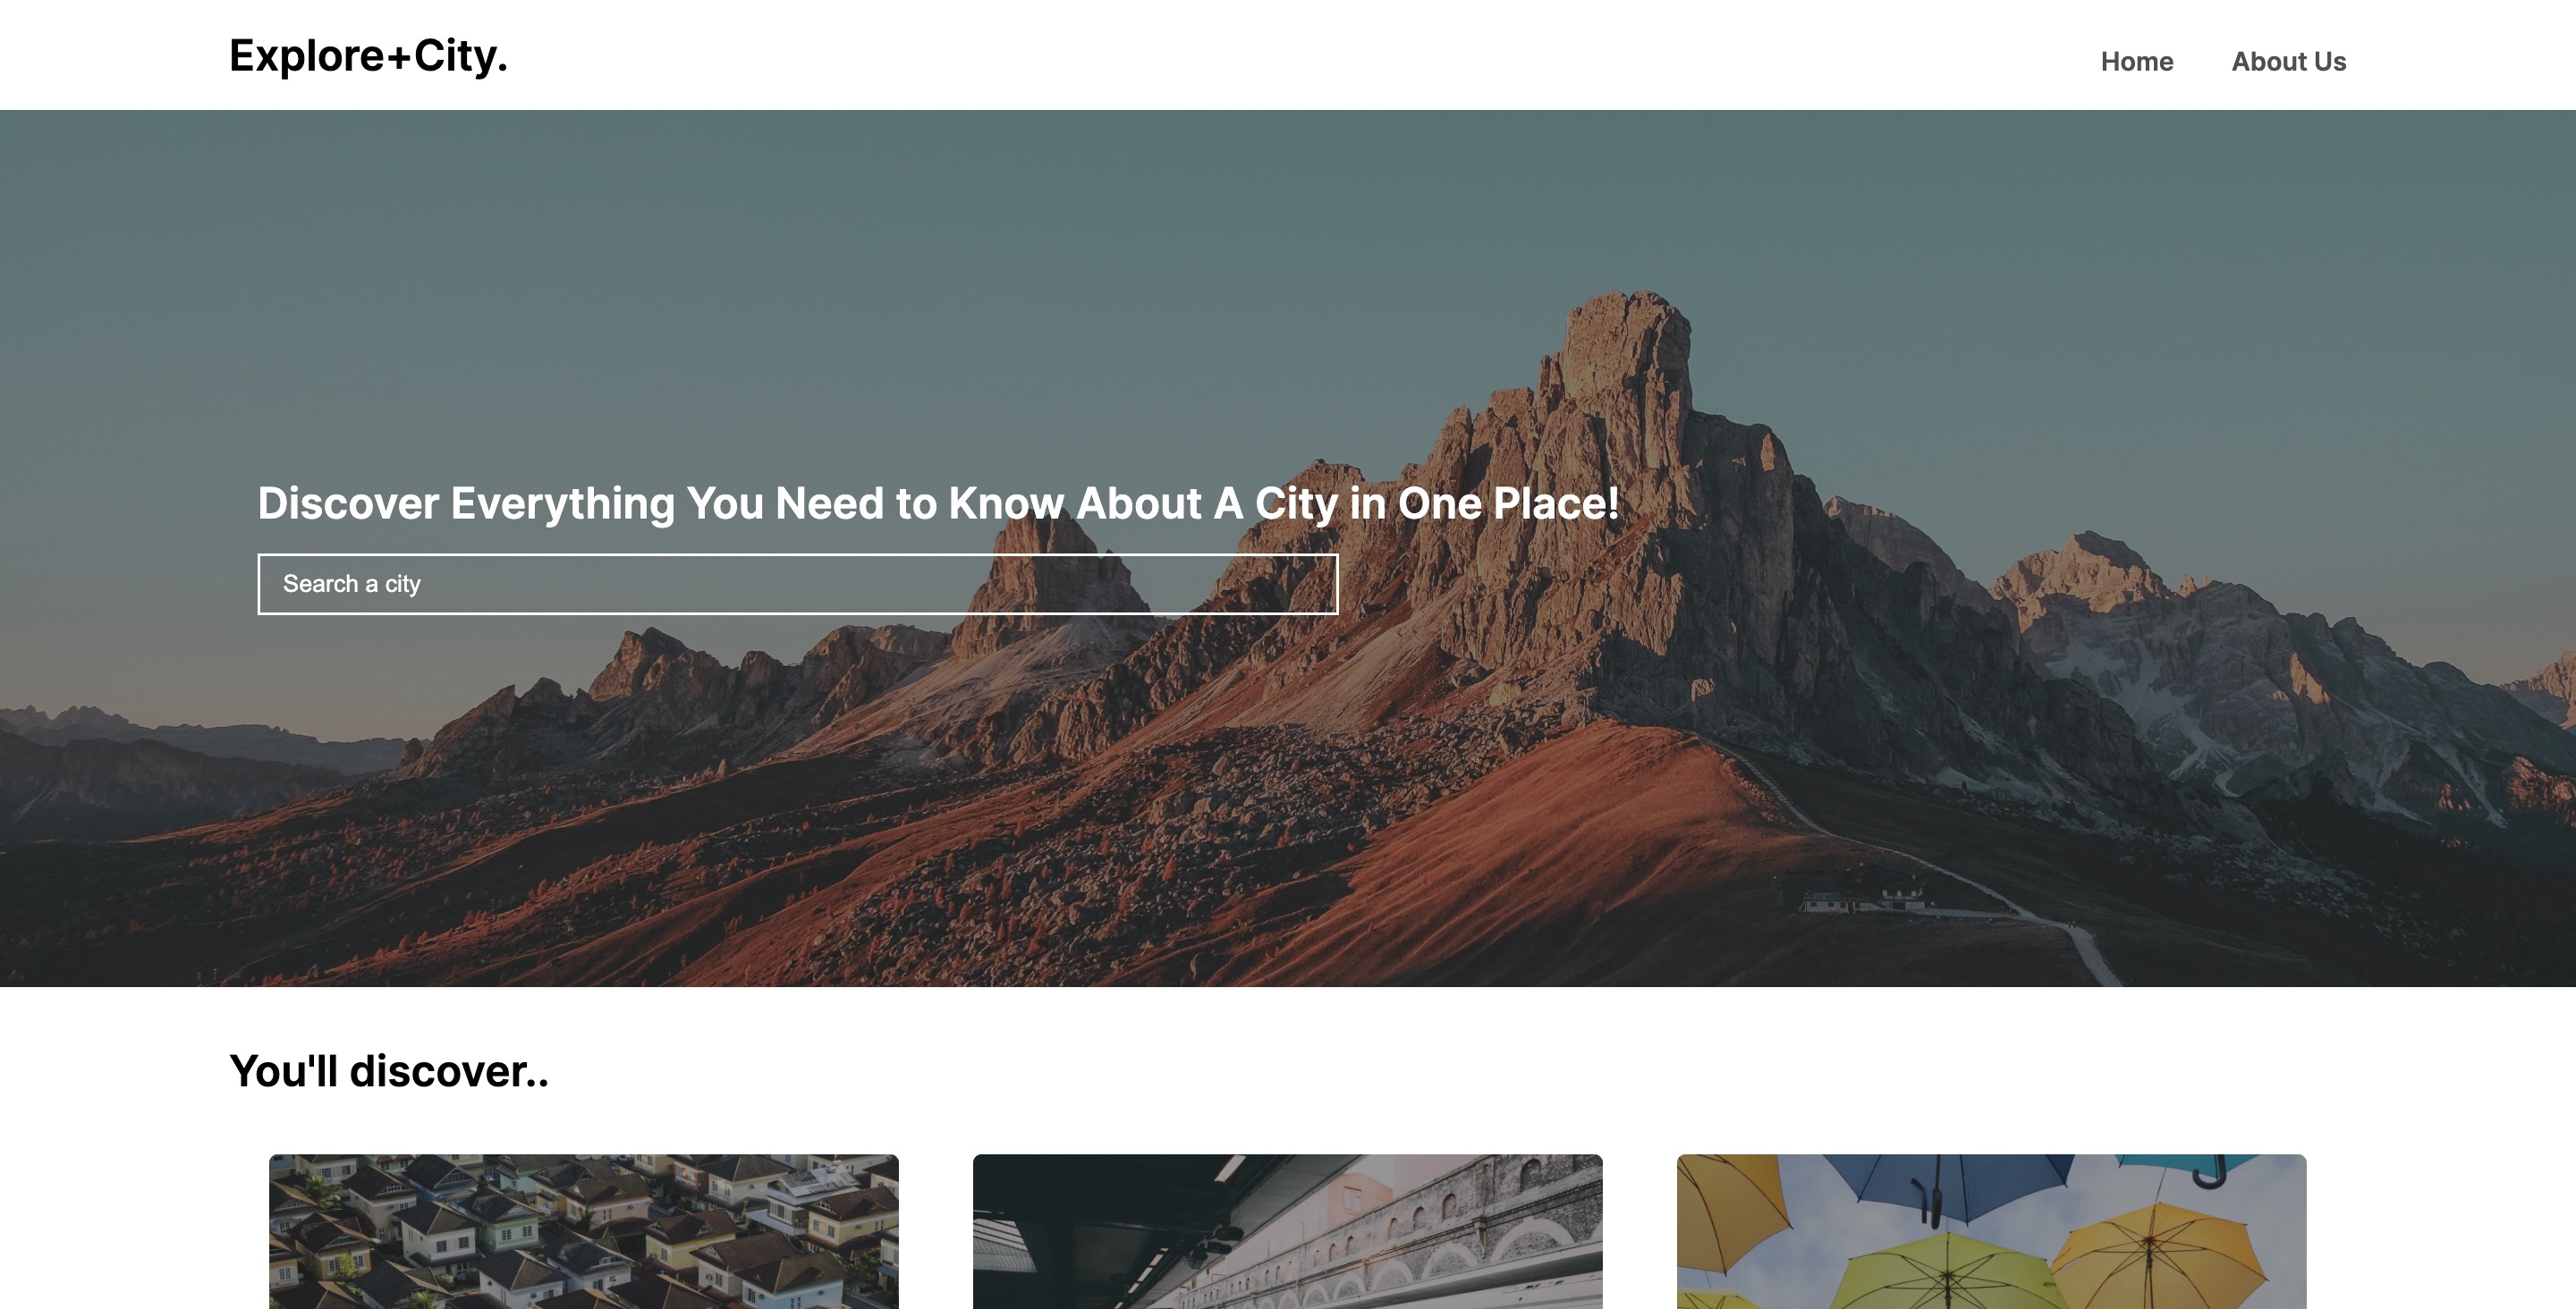 Explore+City.
Home
About Us
Discover Everything You Need to Know About A City in One Place!
Search a city
You'll discover..